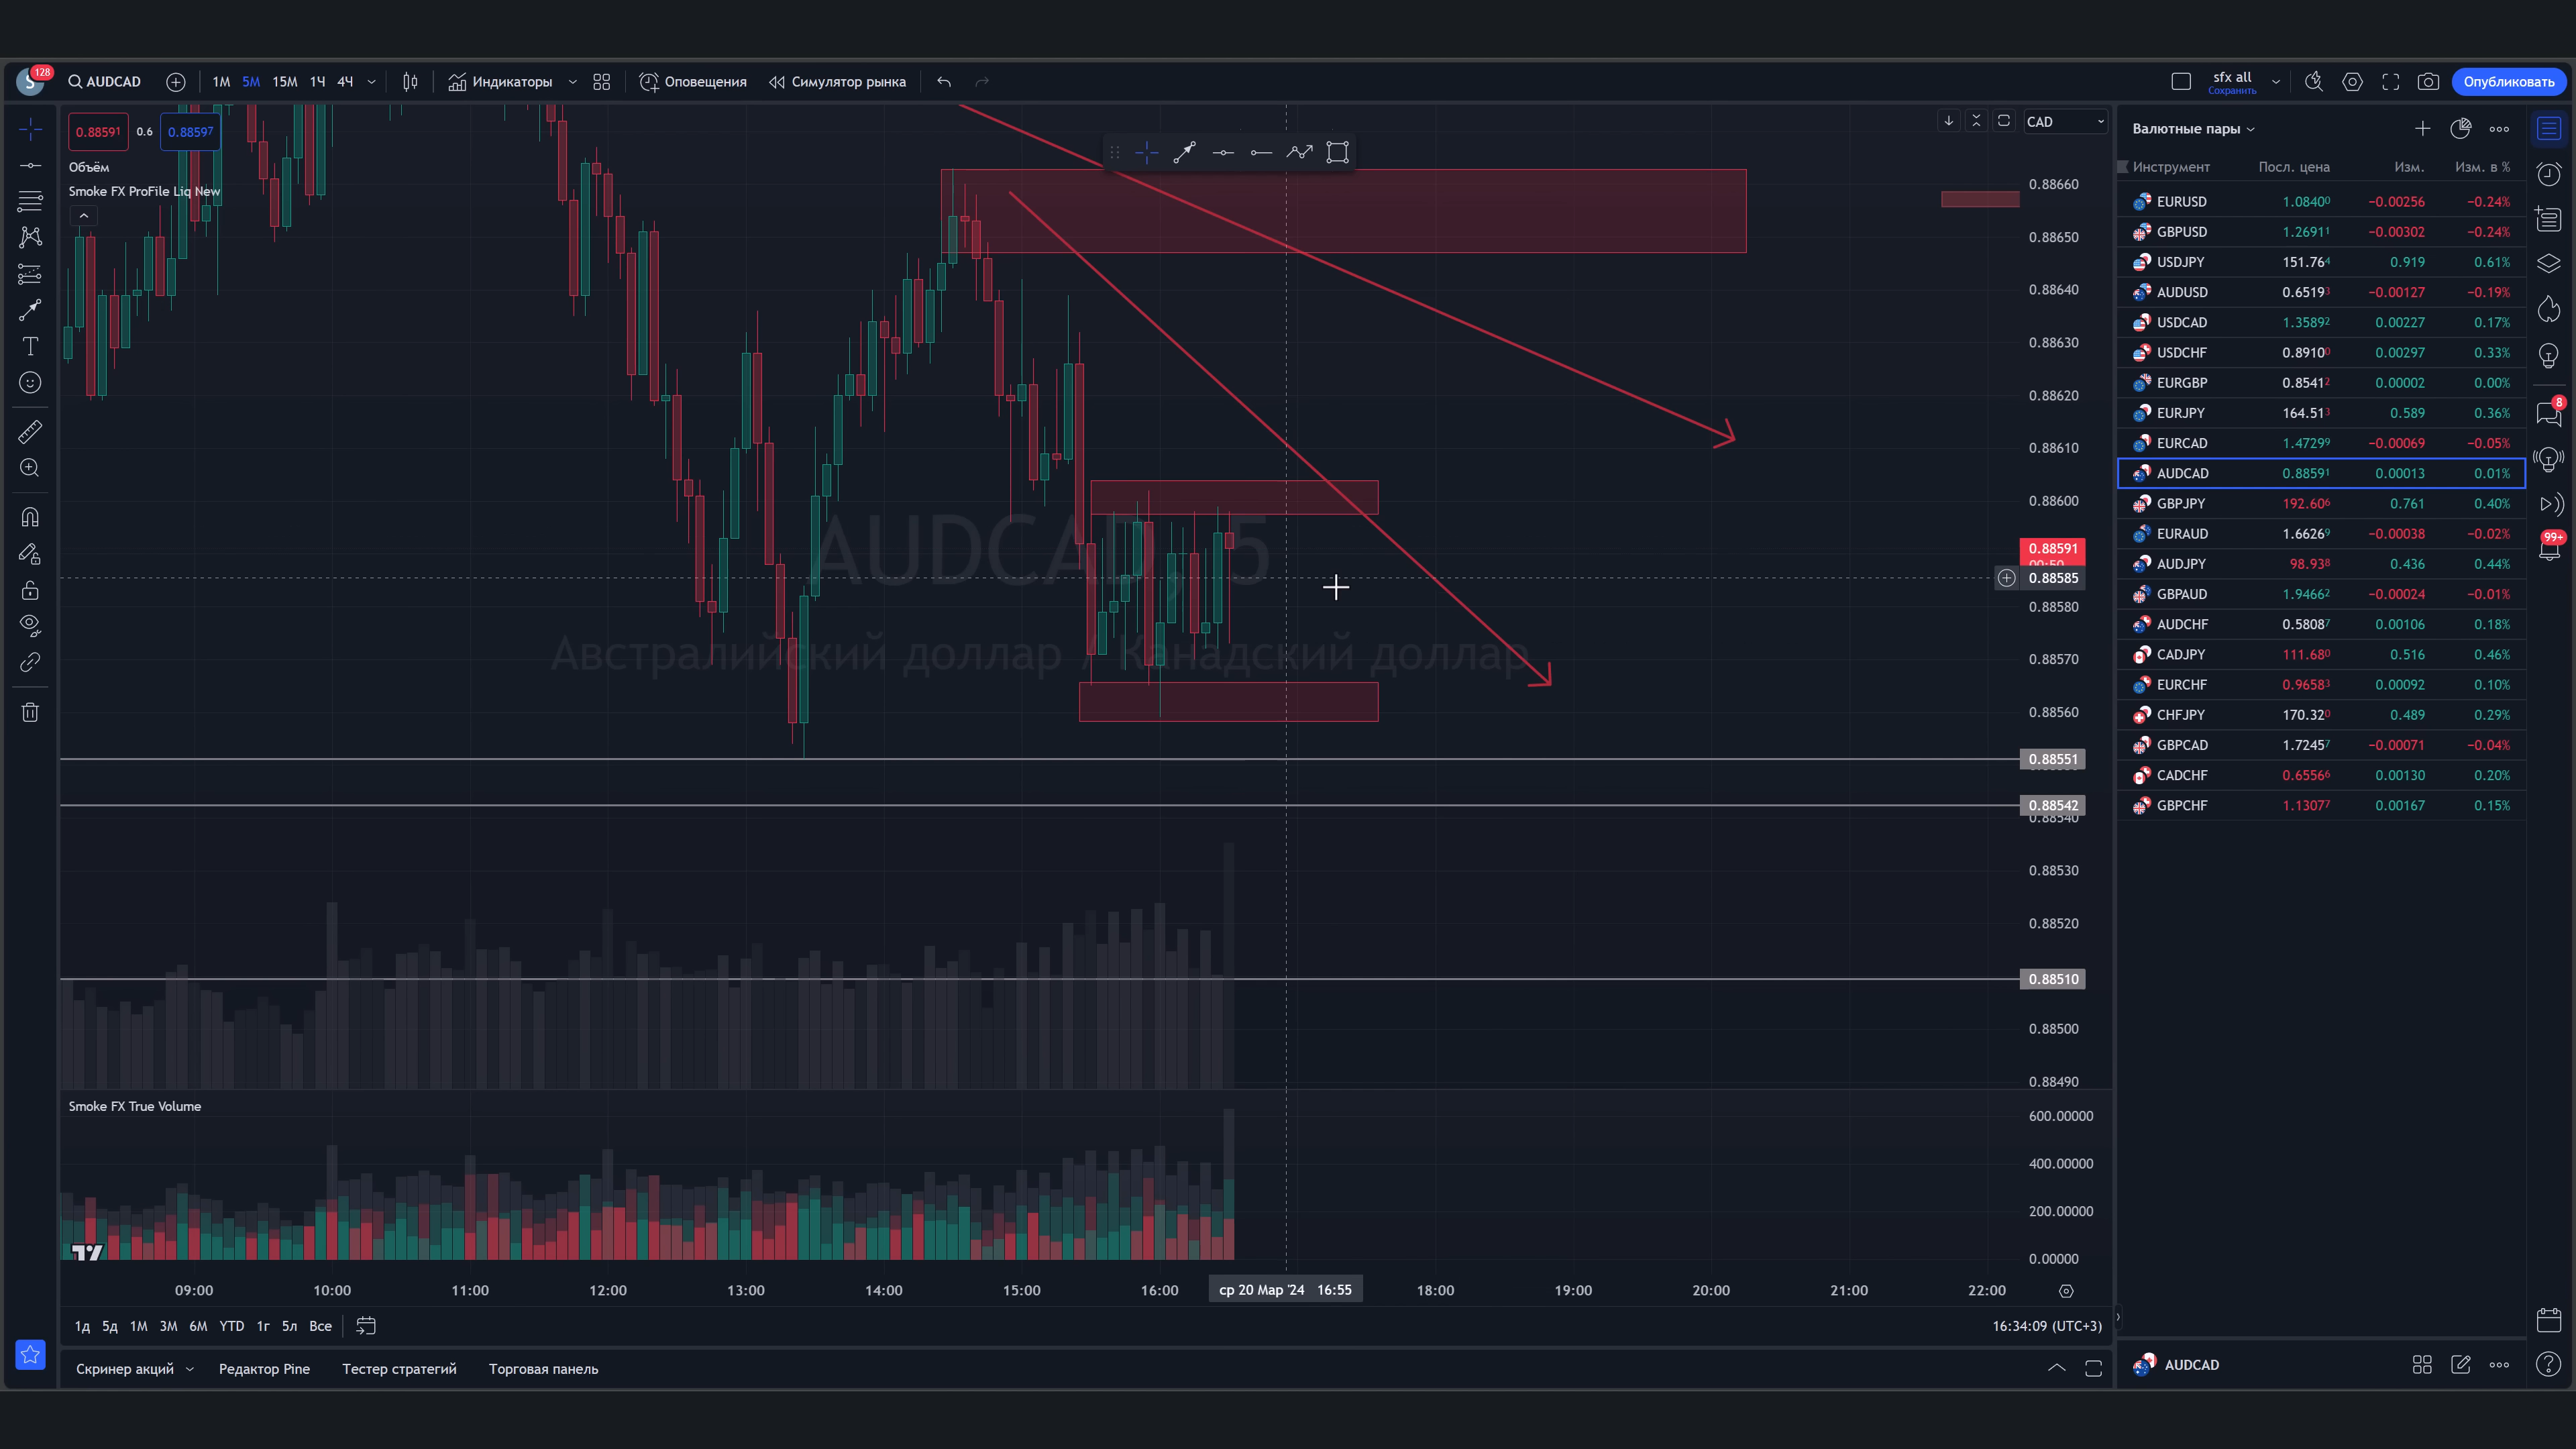 S 128 AUDCAD 1М 5М 15М 1Ч 4Ч Индикаторы Оповещения Симулятор рынка sfx all Опубликовать
Сохранить
0.88591 0.6 0.88597
Объём
Smoke FX ProFile Liq New
CAD
AUDCAD, 5
Австралийский доллар / Канадский доллар
0.88660
0.88650
0.88640
0.88630
0.88620
0.88610
0.88600
0.88591
0.88585
0.88580
0.88570
0.88560
0.88551
0.88542
0.88540
0.88530
0.88520
0.88510
0.88500
0.88490
Smoke FX True Volume
600.00000
400.00000
200.00000
0.00000
09:00 10:00 11:00 12:00 13:00 14:00 15:00 16:00 ср 20 Мар '24 16:55 18:00 19:00 20:00 21:00 22:00
1д 5д 1М 3М 6М YTD 1г 5л Все 16:34:09 (UTC+3)
Скринер акций Редактор Pine Тестер стратегий Торговая панель
Валютные пары
Инструмент Посл. цена Изм. Изм. в %
EURUSD 1.08400 −0.00256 −0.24%
GBPUSD 1.26911 −0.00302 −0.24%
USDJPY 151.764 0.919 0.61%
AUDUSD 0.65193 −0.00127 −0.19%
USDCAD 1.35892 0.00227 0.17%
USDCHF 0.89100 0.00297 0.33%
EURGBP 0.85412 0.00002 0.00%
EURJPY 164.513 0.589 0.36%
EURCAD 1.47299 −0.00069 −0.05%
AUDCAD 0.88591 0.00013 0.01%
GBPJPY 192.606 0.761 0.40%
EURAUD 1.66269 −0.00038 −0.02%
AUDJPY 98.938 0.436 0.44%
GBPAUD 1.94662 −0.00024 −0.01%
AUDCHF 0.58087 0.00106 0.18%
CADJPY 111.680 0.516 0.46%
EURCHF 0.96583 0.00092 0.10%
CHFJPY 170.320 0.489 0.29%
GBPCAD 1.72457 −0.00071 −0.04%
CADCHF 0.65566 0.00130 0.20%
GBPCHF 1.13077 0.00167 0.15%
AUDCAD
8
99+